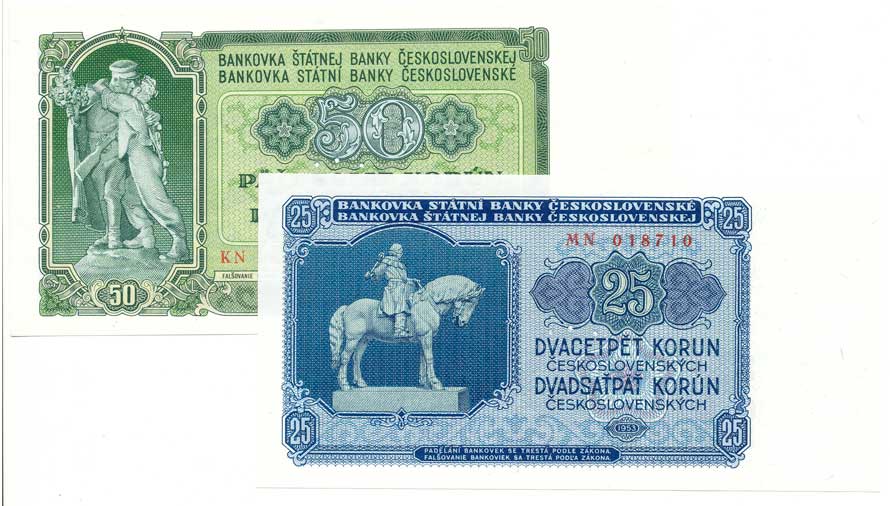 50
BANKOVKA ŠTÁTNEJ BANKY ČESKOSLOVENSKEJ
BANKOVKA STÁTNÍ BANKY ČESKOSLOVENSKÉ
50
KORÚN
KN
FALŠOVANIE
50
BANKOVKA STÁTNÍ BANKY ČESKOSLOVENSKÉ
BANKOVKA ŠTÁTNEJ BANKY ČESKOSLOVENSKEJ
25
25
MN 018710
25
DVACETPĚT KORUN
ČESKOSLOVENSKÝCH
DVADSAŤPÄŤ KORÚN
ČESKOSLOVENSKÝCH
1953
25
25
PADĚLÁNÍ BANKOVEK SE TRESTÁ PODLE ZÁKONA.
FALŠOVANIE BANKOVIEK SA TRESTÁ PODĽA ZÁKONA.